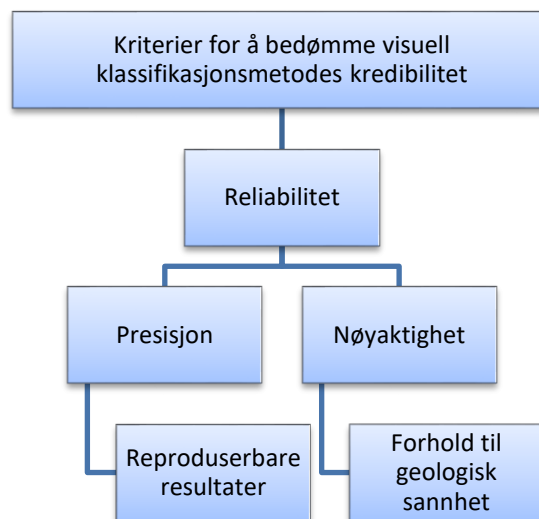 Kriterier for å bedømme visuell
klassifikasjonsmetodes kredibilitet
Reliabilitet
Presisjon
Nøyaktighet
Reproduserbare
resultater
Forhold til
geologisk
sannhet